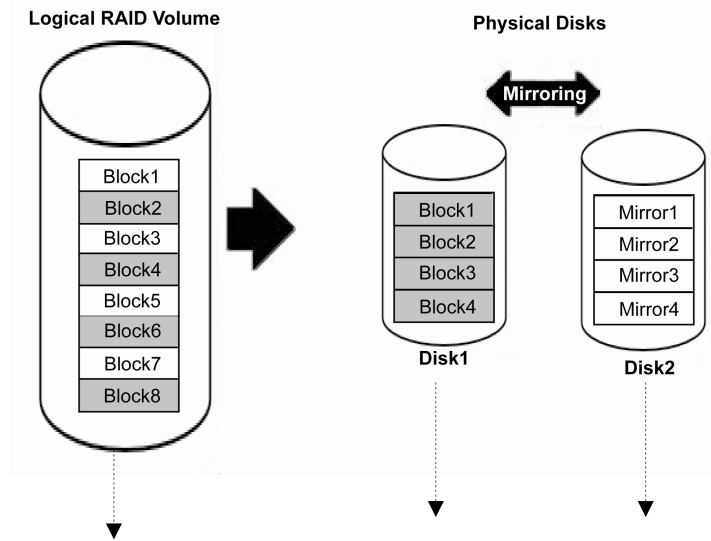 Logical RAID Volume
Physical Disks
Mirroring
Block1
Block2
Block3
Block4
Block5
Block6
Block7
Block8
Block1
Block2
Block3
Block4
Disk1
Mirror1
Mirror2
Mirror3
Mirror4
Disk2